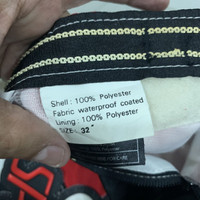 Shell: 100% Polyester
Fabric waterproof coated
Lining: 100% Polyester
SIZE: 32"